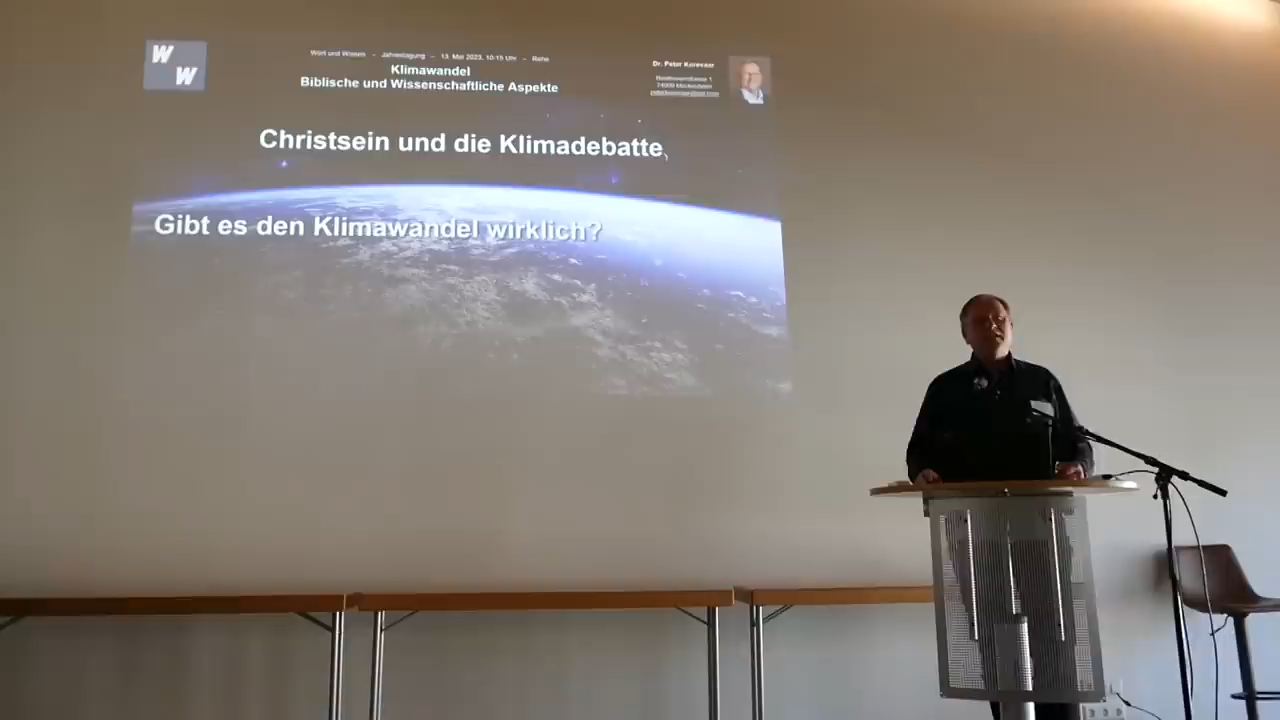 W
W
Wort und Wissen – Jahrestagung – 13. Mai 2023, 10:15 Uhr – Rehe
Klimawandel
Biblische und Wissenschaftliche Aspekte
Dr. Peter Korevaar
Christsein und die Klimadebatte,
Gibt es den Klimawandel wirklich?